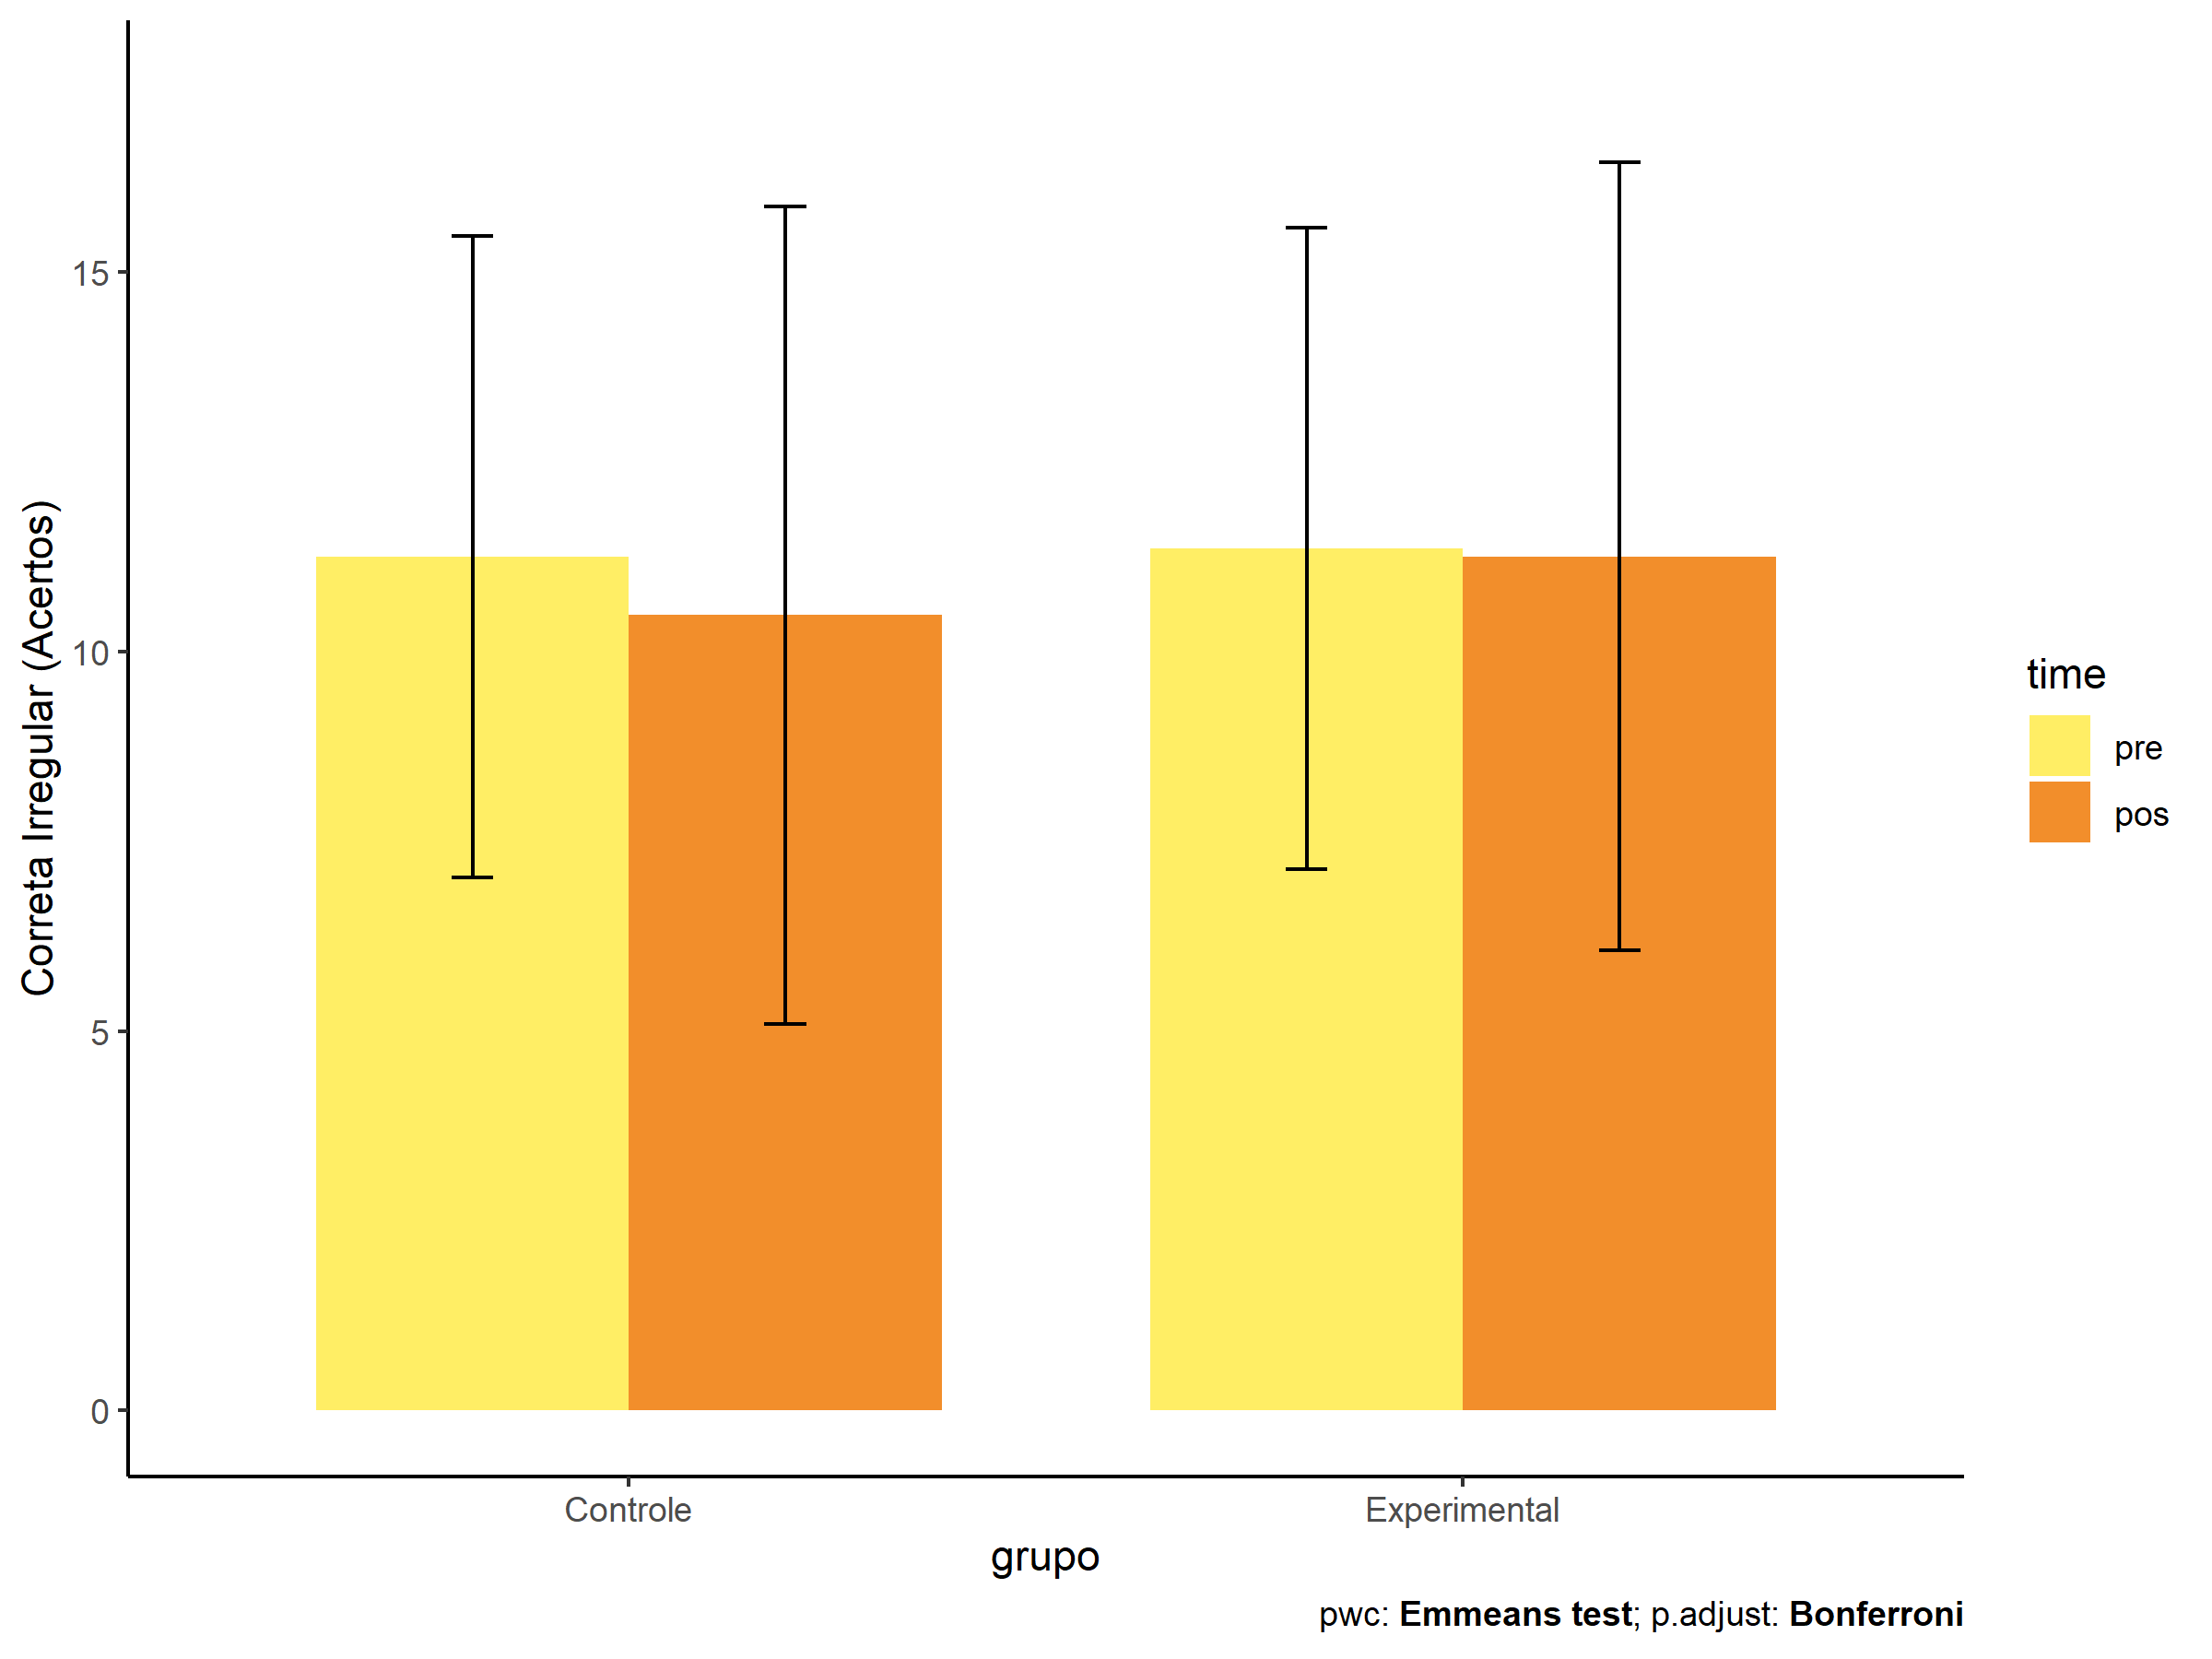 Correta Irregular (Acertos)
15
10
5
0
Controle
Experimental
grupo
time
pre
pos
pwc: Emmeans test; p.adjust: Bonferroni